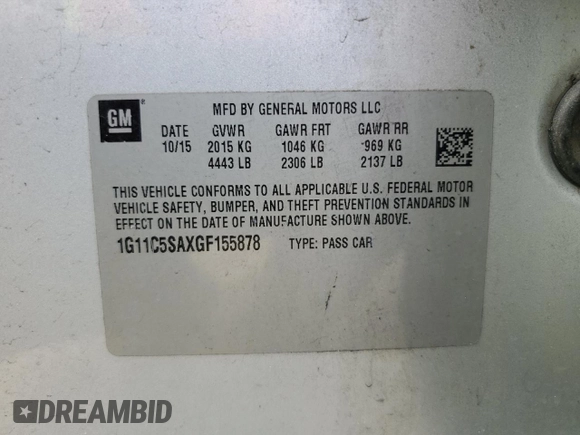 GM
MFD BY GENERAL MOTORS LLC
DATE GVWR GAWR FRT GAWR RR
10/15 2015 KG 1046 KG 969 KG
4443 LB 2306 LB 2137 LB
THIS VEHICLE CONFORMS TO ALL APPLICABLE U.S. FEDERAL MOTOR
VEHICLE SAFETY, BUMPER, AND THEFT PREVENTION STANDARDS IN
EFFECT ON THE DATE OF MANUFACTURE SHOWN ABOVE.
1G11C5SAXGF155878 TYPE: PASS CAR
DREAMBID